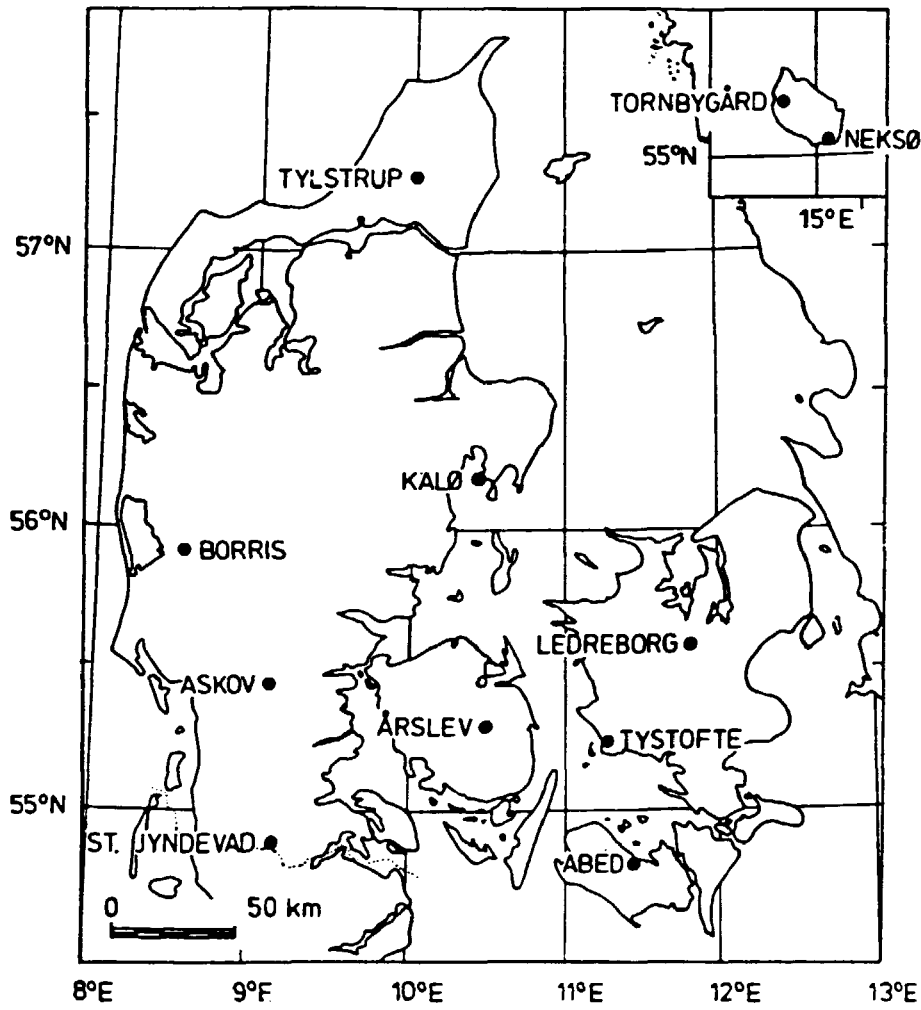 TORNBYGÅRD
NEKSØ
55°N
15°E
TYLSTRUP
57°N
KALØ
56°N
BORRIS
LEDREBORG
ASKOV
ÅRSLEV
TYSTOFTE
55°N
ST. JYNDEVAD
ABED
0 50 km
8°E 9°E 10°E 11°E 12°E 13°E